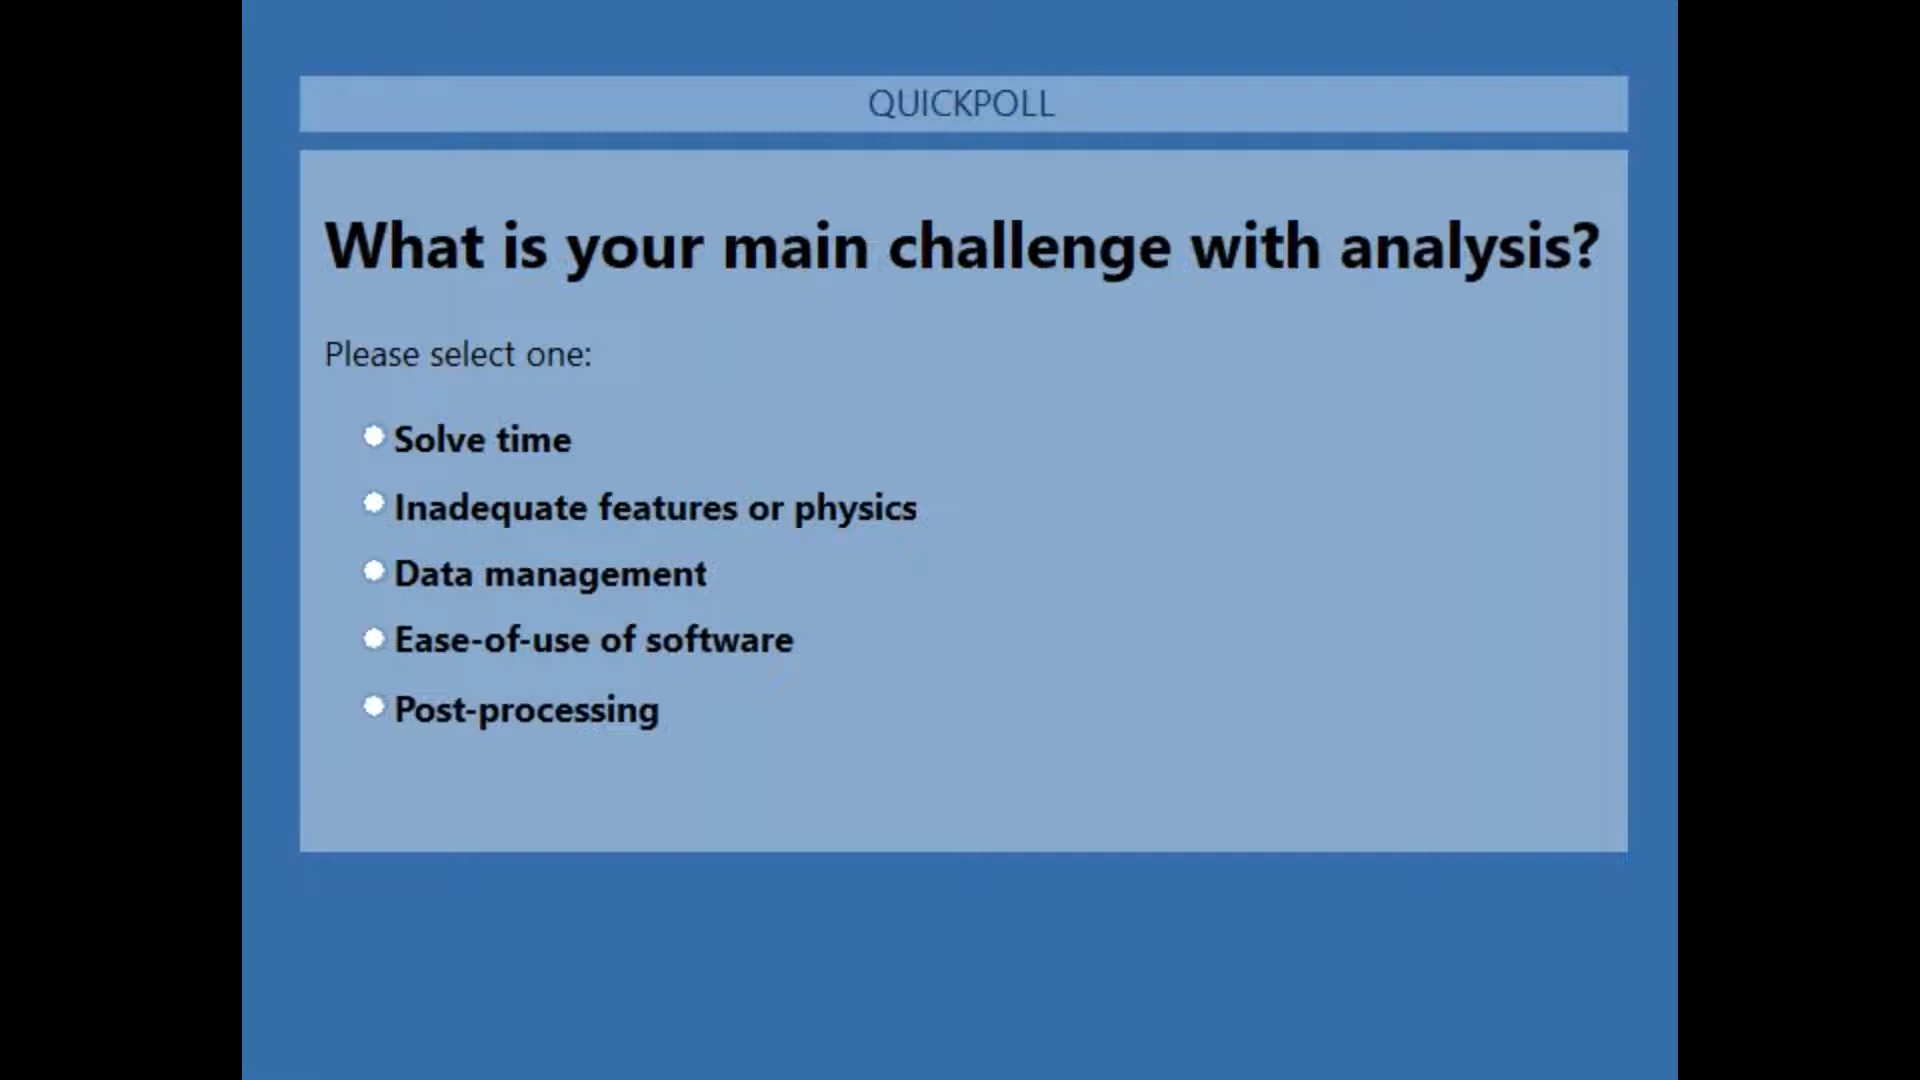 QUICKPOLL
What is your main challenge with analysis?
Please select one:
Solve time
Inadequate features or physics
Data management
Ease-of-use of software
Post-processing